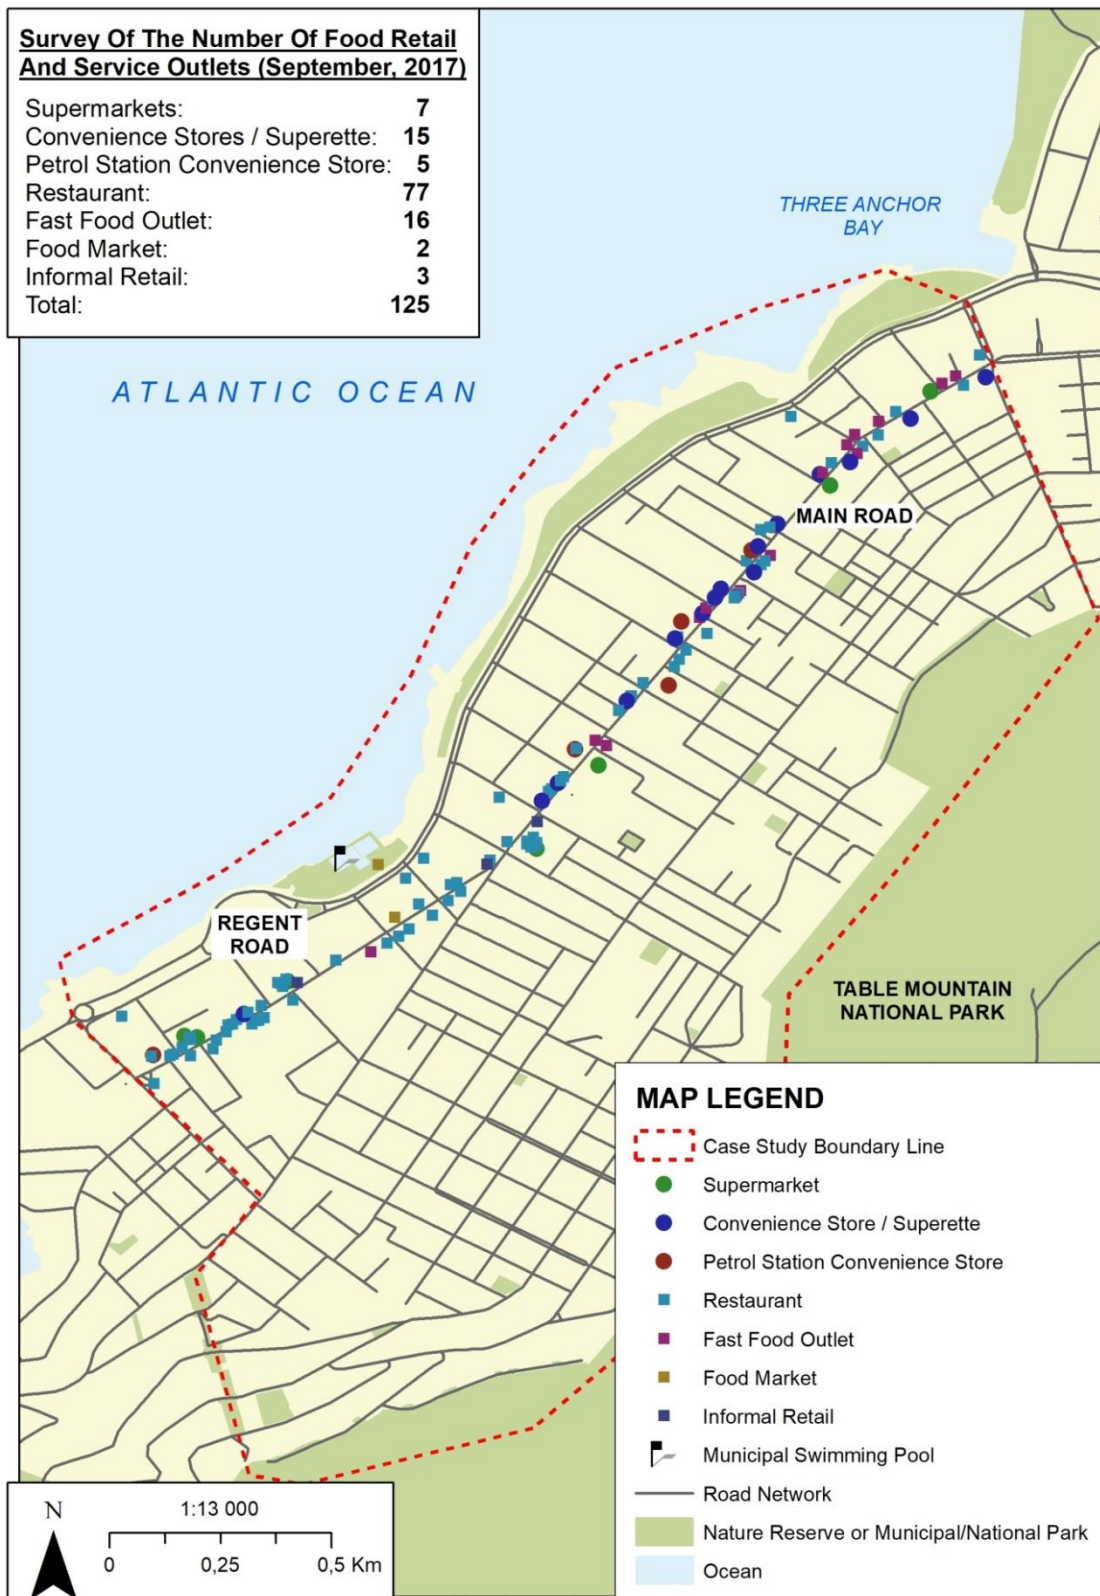 Survey Of The Number Of Food Retail
And Service Outlets (September, 2017)
Supermarkets: 7
Convenience Stores / Superette: 15
Petrol Station Convenience Store: 5
Restaurant: 77
Fast Food Outlet: 16
Food Market: 2
Informal Retail: 3
Total: 125
THREE ANCHOR
BAY
ATLANTIC OCEAN
MAIN ROAD
REGENT
ROAD
TABLE MOUNTAIN
NATIONAL PARK
MAP LEGEND
Case Study Boundary Line
Supermarket
Convenience Store / Superette
Petrol Station Convenience Store
Restaurant
Fast Food Outlet
Food Market
Informal Retail
Municipal Swimming Pool
Road Network
Nature Reserve or Municipal/National Park
Ocean
N
1:13 000
0 0,25 0,5 Km